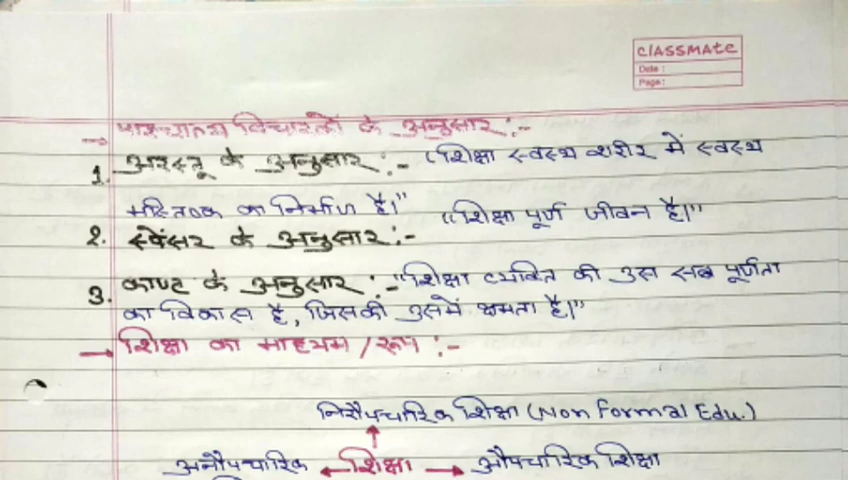 classmate
Date :
Page :
→ पाश्चात्य विचारकों के अनुसार :-
1. अरस्तू के अनुसार :- "शिक्षा स्वस्थ शरीर में स्वस्थ
मस्तिष्क का निर्माण है।"
2. स्पेंसर के अनुसार :- "शिक्षा पूर्ण जीवन है।"
3. काण्ट के अनुसार :- "शिक्षा व्यक्ति की उस सब पूर्णता
का विकास है, जिसकी उसमें क्षमता है।"
→ शिक्षा का माध्यम / रूप :-
निरौपचारिक शिक्षा (Non Formal Edu.)
अनौपचारिक ← शिक्षा → औपचारिक शिक्षा